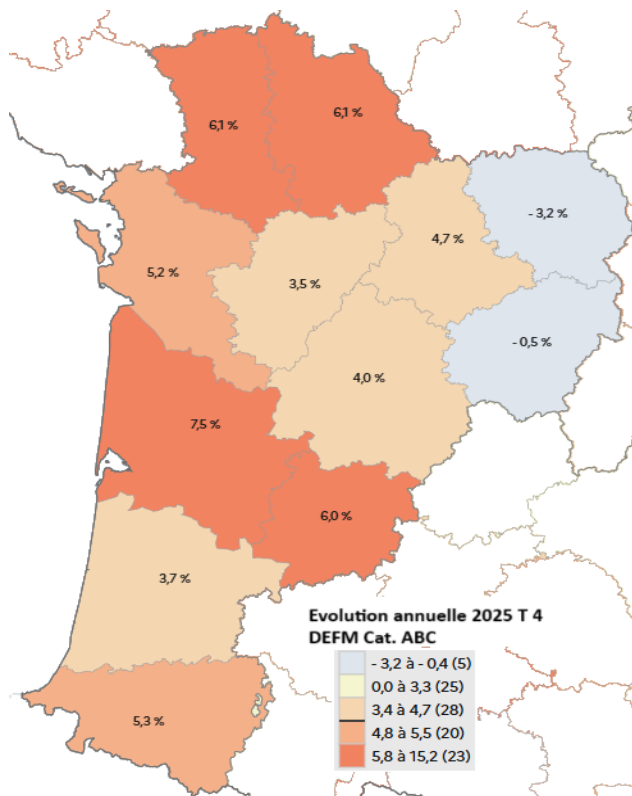 6,1 %
6,1 %
- 3,2 %
4,7 %
5,2 %
3,5 %
- 0,5 %
4,0 %
7,5 %
6,0 %
3,7 %
5,3 %
Evolution annuelle 2025 T 4
DEFM Cat. ABC
- 3,2 à - 0,4 (5)
0,0 à 3,3 (25)
3,4 à 4,7 (28)
4,8 à 5,5 (20)
5,8 à 15,2 (23)